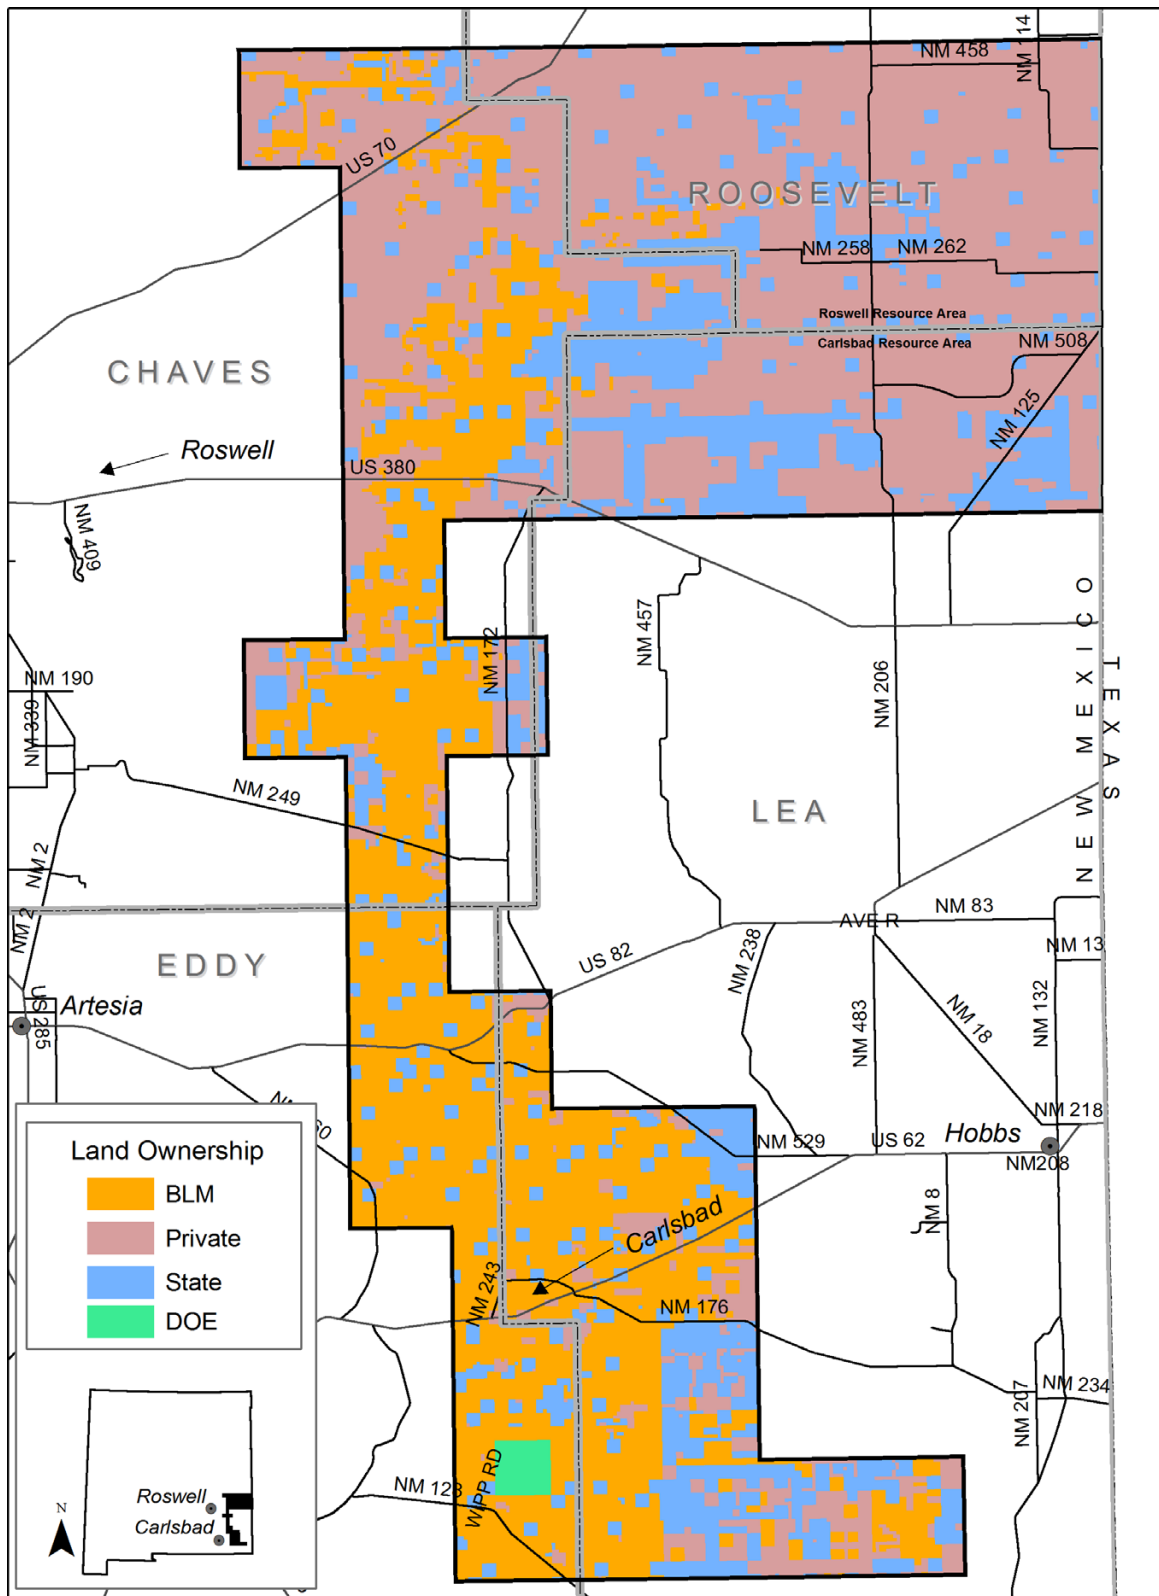 NM 114
NM 458
US 70
ROOSEVELT
NM 258
NM 262
Roswell Resource Area
Carlsbad Resource Area
NM 508
CHAVES
NM 125
Roswell
US 380
NM 409
NM 457
NM 172
NM 206
NEW MEXICO
TEXAS
NM 190
NM 339
NM 249
LEA
NM 2
NM 2
AVE R
NM 83
NM 238
US 82
NM 13
EDDY
Artesia
US 285
NM 483
NM 18
NM 132
NM 218
Hobbs
NM 529
US 62
NM208
NM 8
Carlsbad
NM 243
NM 176
NM 207
NM 234
WIPP RD
NM 128
Land Ownership
BLM
Private
State
DOE
Roswell
Carlsbad
N